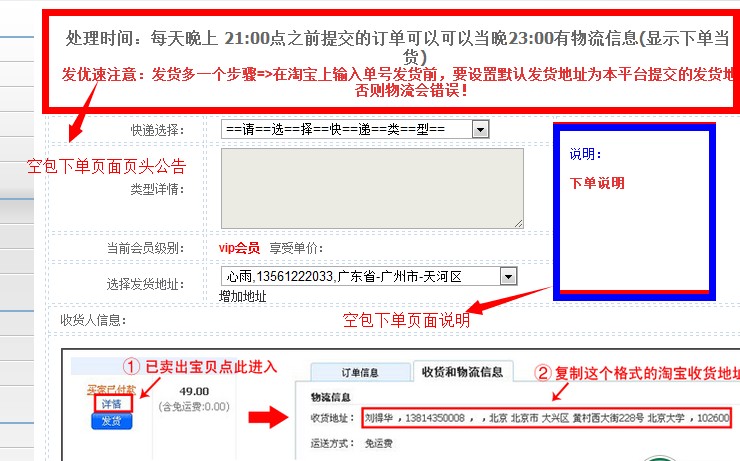 处理时间：每天晚上 21:00点之前提交的订单可以可以当晚23:00有物流信息(显示下单当
货)
发优速注意：发货多一个步骤=>在淘宝上输入单号发货前，要设置默认发货地址为本平台提交的发货地
否则物流会错误！
快递选择：
==请==选==择==快==递==类==型==
空包下单页面页头公告
类型详情：
说明：
下单说明
当前会员级别：
vip会员 享受单价：
选择发货地址：
心雨,13561222033,广东省-广州市-天河区
增加地址
收货人信息：
空包下单页面说明
① 已卖出宝贝点此进入
买家已付款
详情
发货
49.00
(含免运费:0.00)
订单信息
收货和物流信息
② 复制这个格式的淘宝收货地址
物流信息
收货地址：
刘得华 ，13814350008 ， ，北京 北京市 大兴区 黄村西大街228号 北京大学 ，102600
运送方式： 免运费